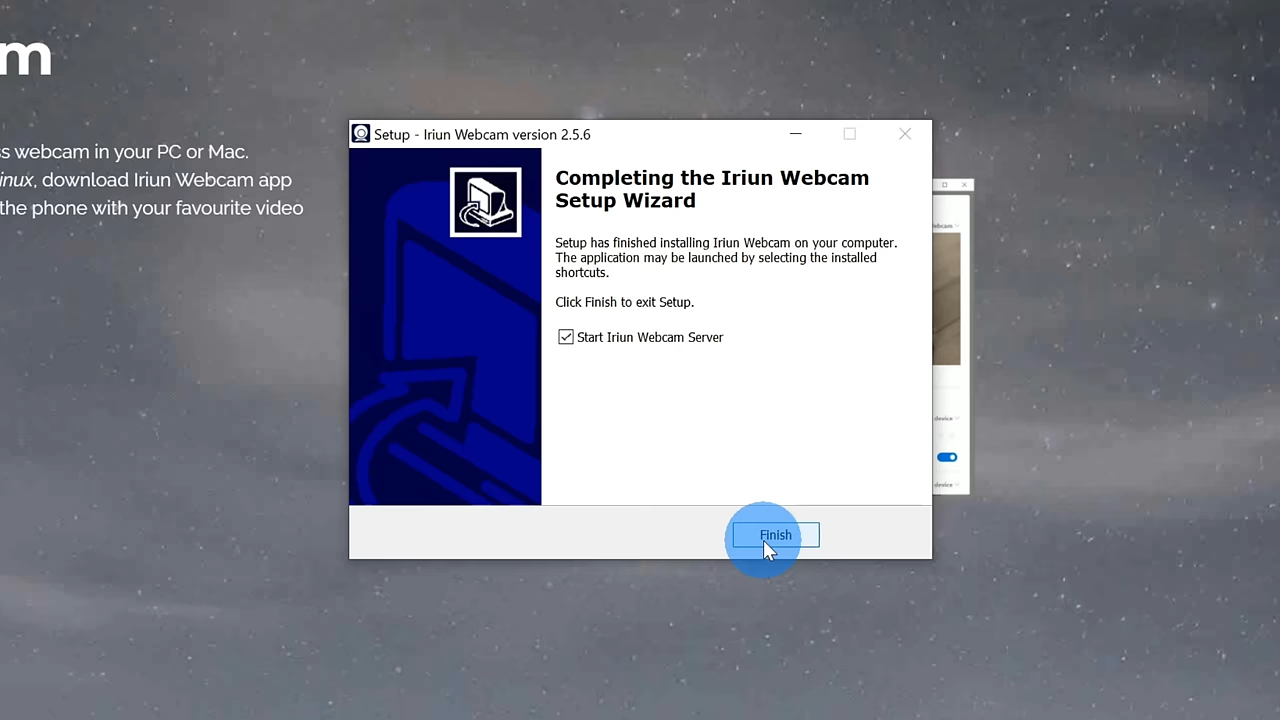 m
ss webcam in your PC or Mac.
inux, download Iriun Webcam app
the phone with your favourite video
Setup - Iriun Webcam version 2.5.6
Completing the Iriun Webcam
Setup Wizard
Setup has finished installing Iriun Webcam on your computer.
The application may be launched by selecting the installed
shortcuts.
Click Finish to exit Setup.
Start Iriun Webcam Server
Finish
device
device